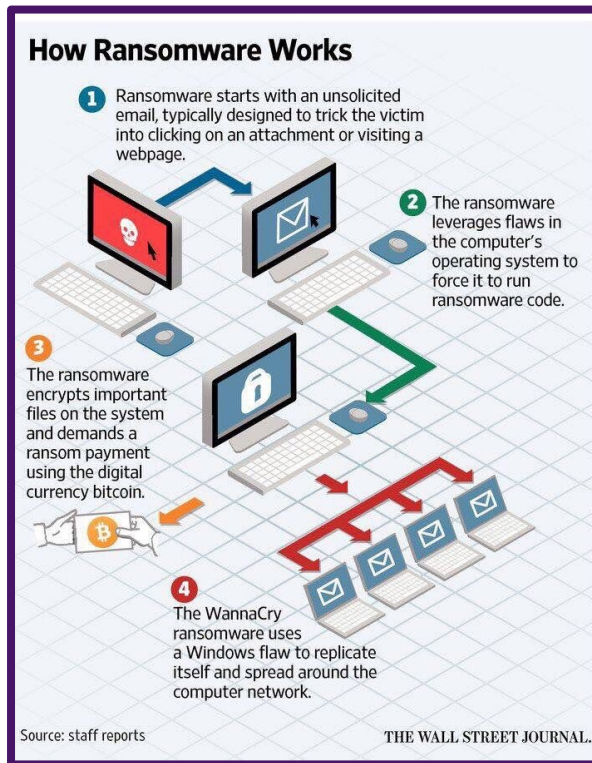 How Ransomware Works
1 Ransomware starts with an unsolicited
email, typically designed to trick the victim
into clicking on an attachment or visiting a
webpage.
2 The ransomware
leverages flaws in
the computer's
operating system to
force it to run
ransomware code.
3
The ransomware
encrypts important
files on the system
and demands a
ransom payment
using the digital
currency bitcoin.
4
The WannaCry
ransomware uses
a Windows flaw to replicate
itself and spread around the
computer network.
Source: staff reports
THE WALL STREET JOURNAL.